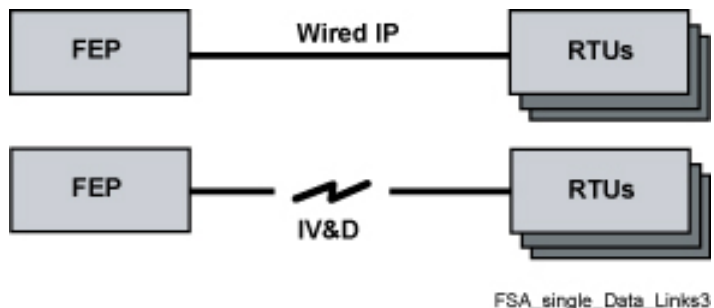 FEP
Wired IP
RTUs
FEP
IV&D
RTUs
FSA_single_Data_Links3